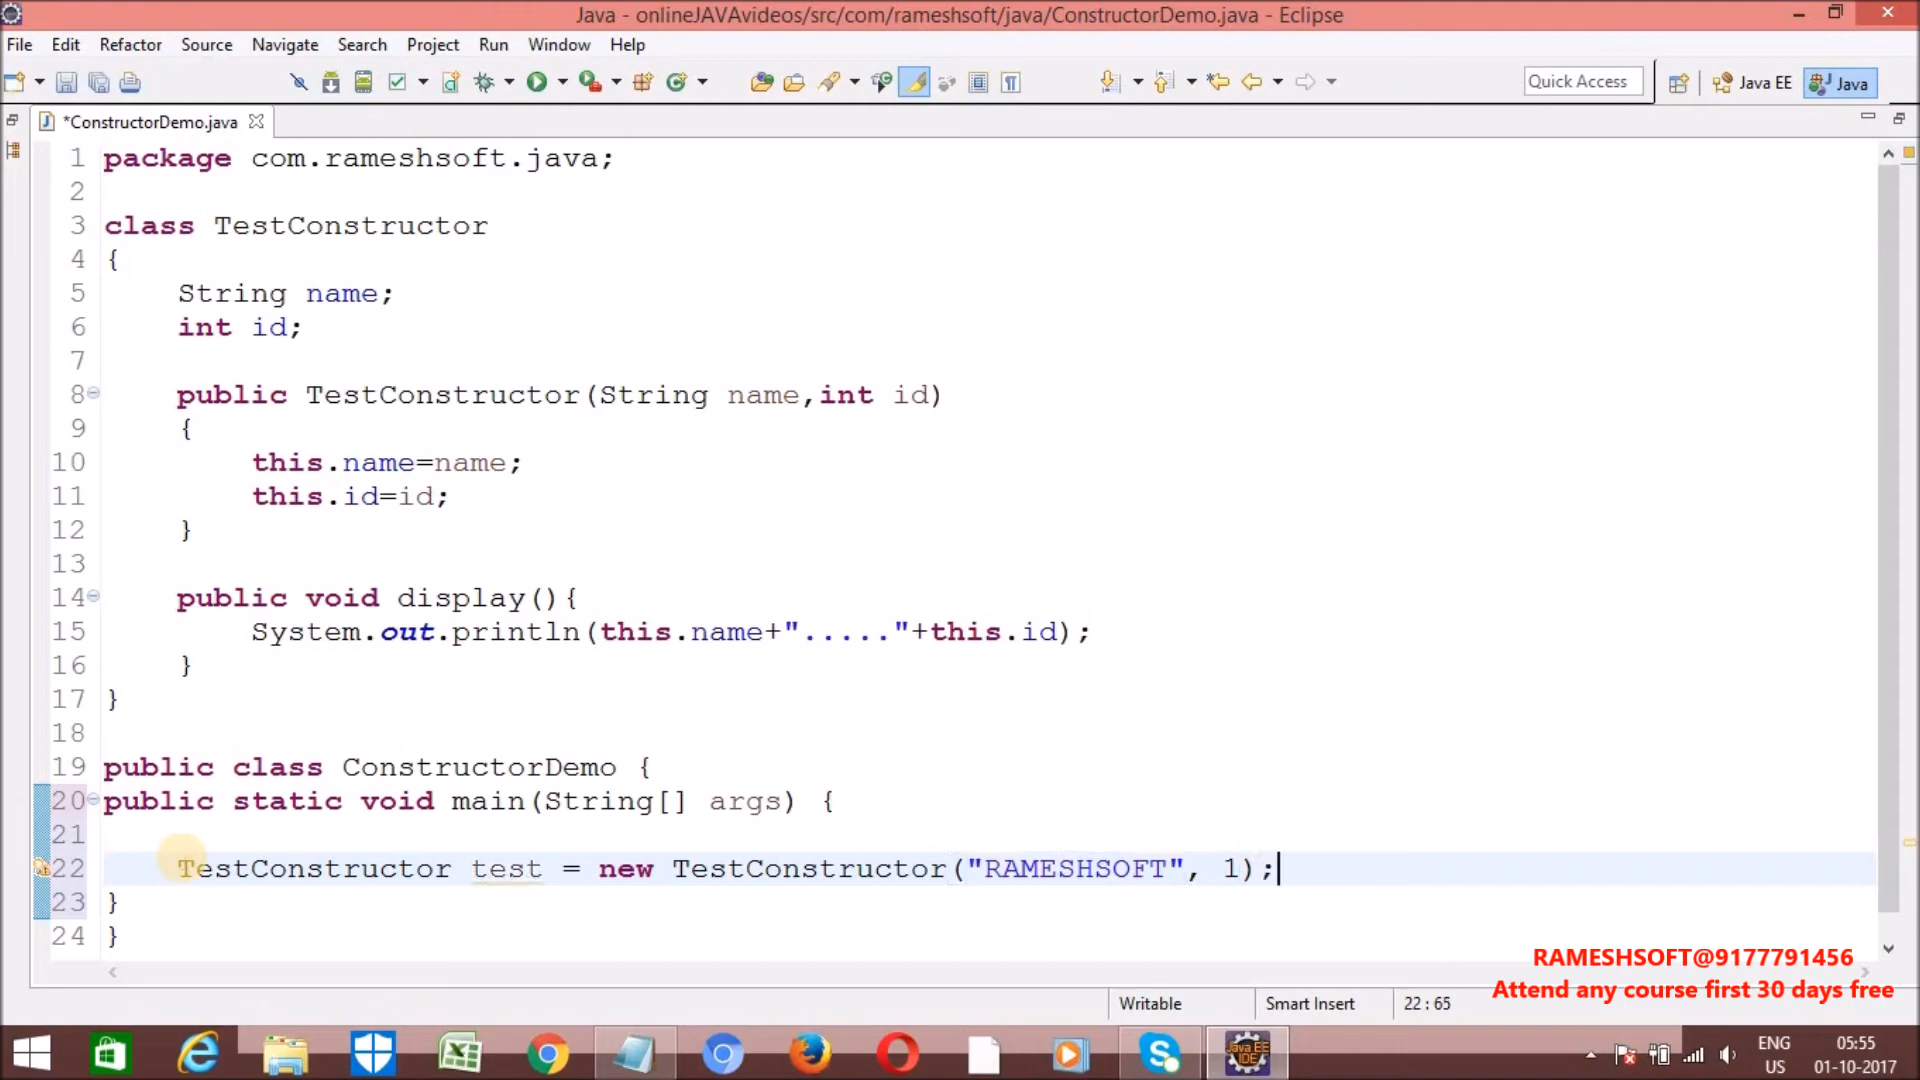 Java - onlineJAVAvideos/src/com/rameshsoft/java/ConstructorDemo.java - Eclipse
File Edit Refactor Source Navigate Search Project Run Window Help
Quick Access Java EE Java
*ConstructorDemo.java
1 package com.rameshsoft.java;
2
3 class TestConstructor
4 {
5 String name;
6 int id;
7
8 public TestConstructor(String name,int id)
9 {
10 this.name=name;
11 this.id=id;
12 }
13
14 public void display(){
15 System.out.println(this.name+"....."+this.id);
16 }
17 }
18
19 public class ConstructorDemo {
20 public static void main(String[] args) {
21
22 TestConstructor test = new TestConstructor("RAMESHSOFT", 1);
23 }
24 }
RAMESHSOFT@9177791456
Attend any course first 30 days free
Writable Smart Insert 22 : 65
Java EE
IDE
ENG 05:55
US 01-10-2017